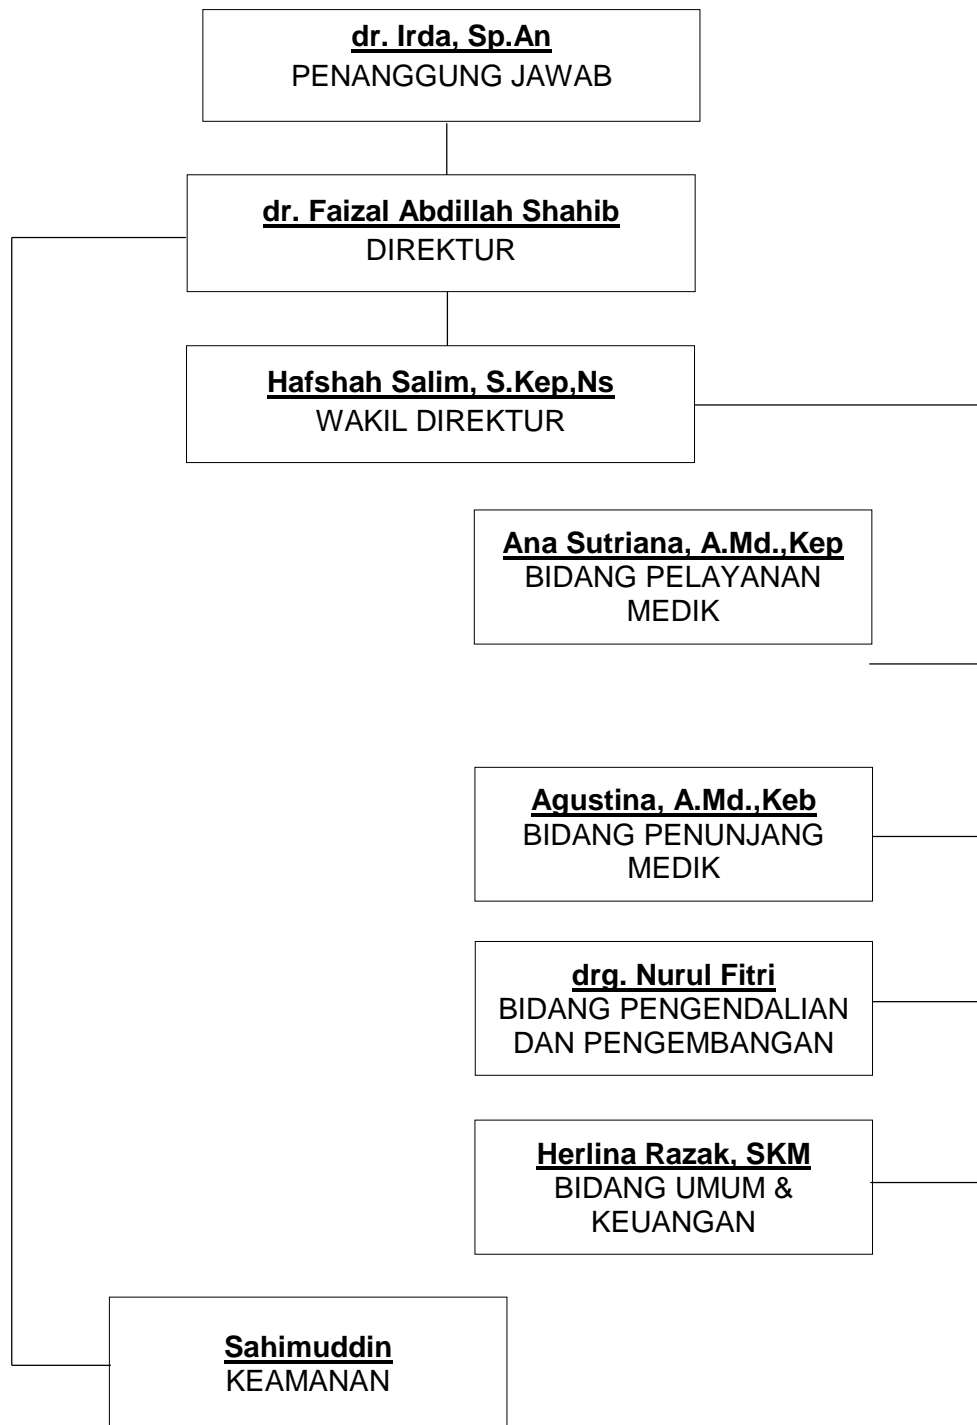 dr. Irda, Sp.An
PENANGGUNG JAWAB
dr. Faizal Abdillah Shahib
DIREKTUR
Hafshah Salim, S.Kep,Ns
WAKIL DIREKTUR
Ana Sutriana, A.Md.,Kep
BIDANG PELAYANAN
MEDIK
Agustina, A.Md.,Keb
BIDANG PENUNJANG
MEDIK
drg. Nurul Fitri
BIDANG PENGENDALIAN
DAN PENGEMBANGAN
Herlina Razak, SKM
BIDANG UMUM &
KEUANGAN
Sahimuddin
KEAMANAN